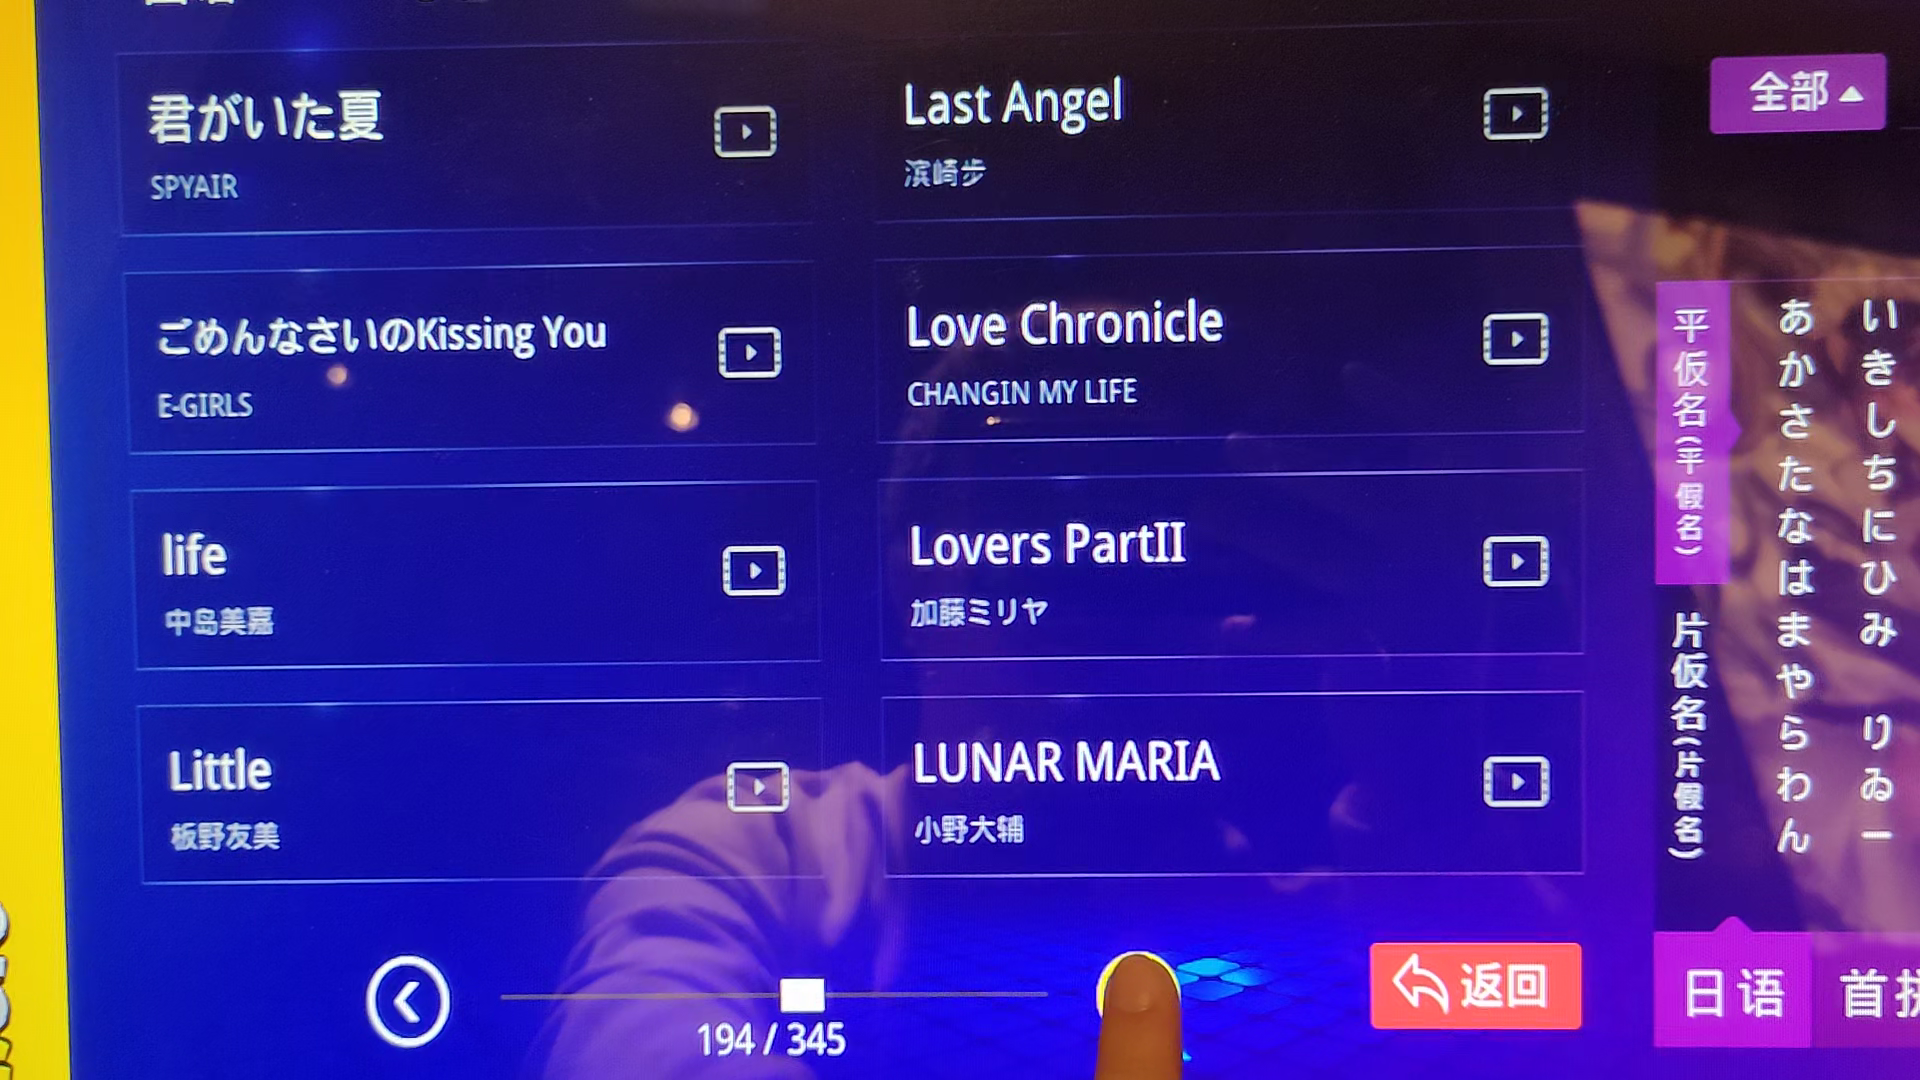 君がいた夏
SPYAIR
Last Angel
滨崎步
ごめんなさいのKissing You
E-GIRLS
Love Chronicle
CHANGIN MY LIFE
life
中岛美嘉
Lovers PartII
加藤ミリヤ
Little
板野友美
LUNAR MARIA
小野大辅
194 / 345
返回
全部
平仮名(平假名)
片仮名(片假名)
あかさたなはまやらわん
いきしちにひみ りゐー
日语
首